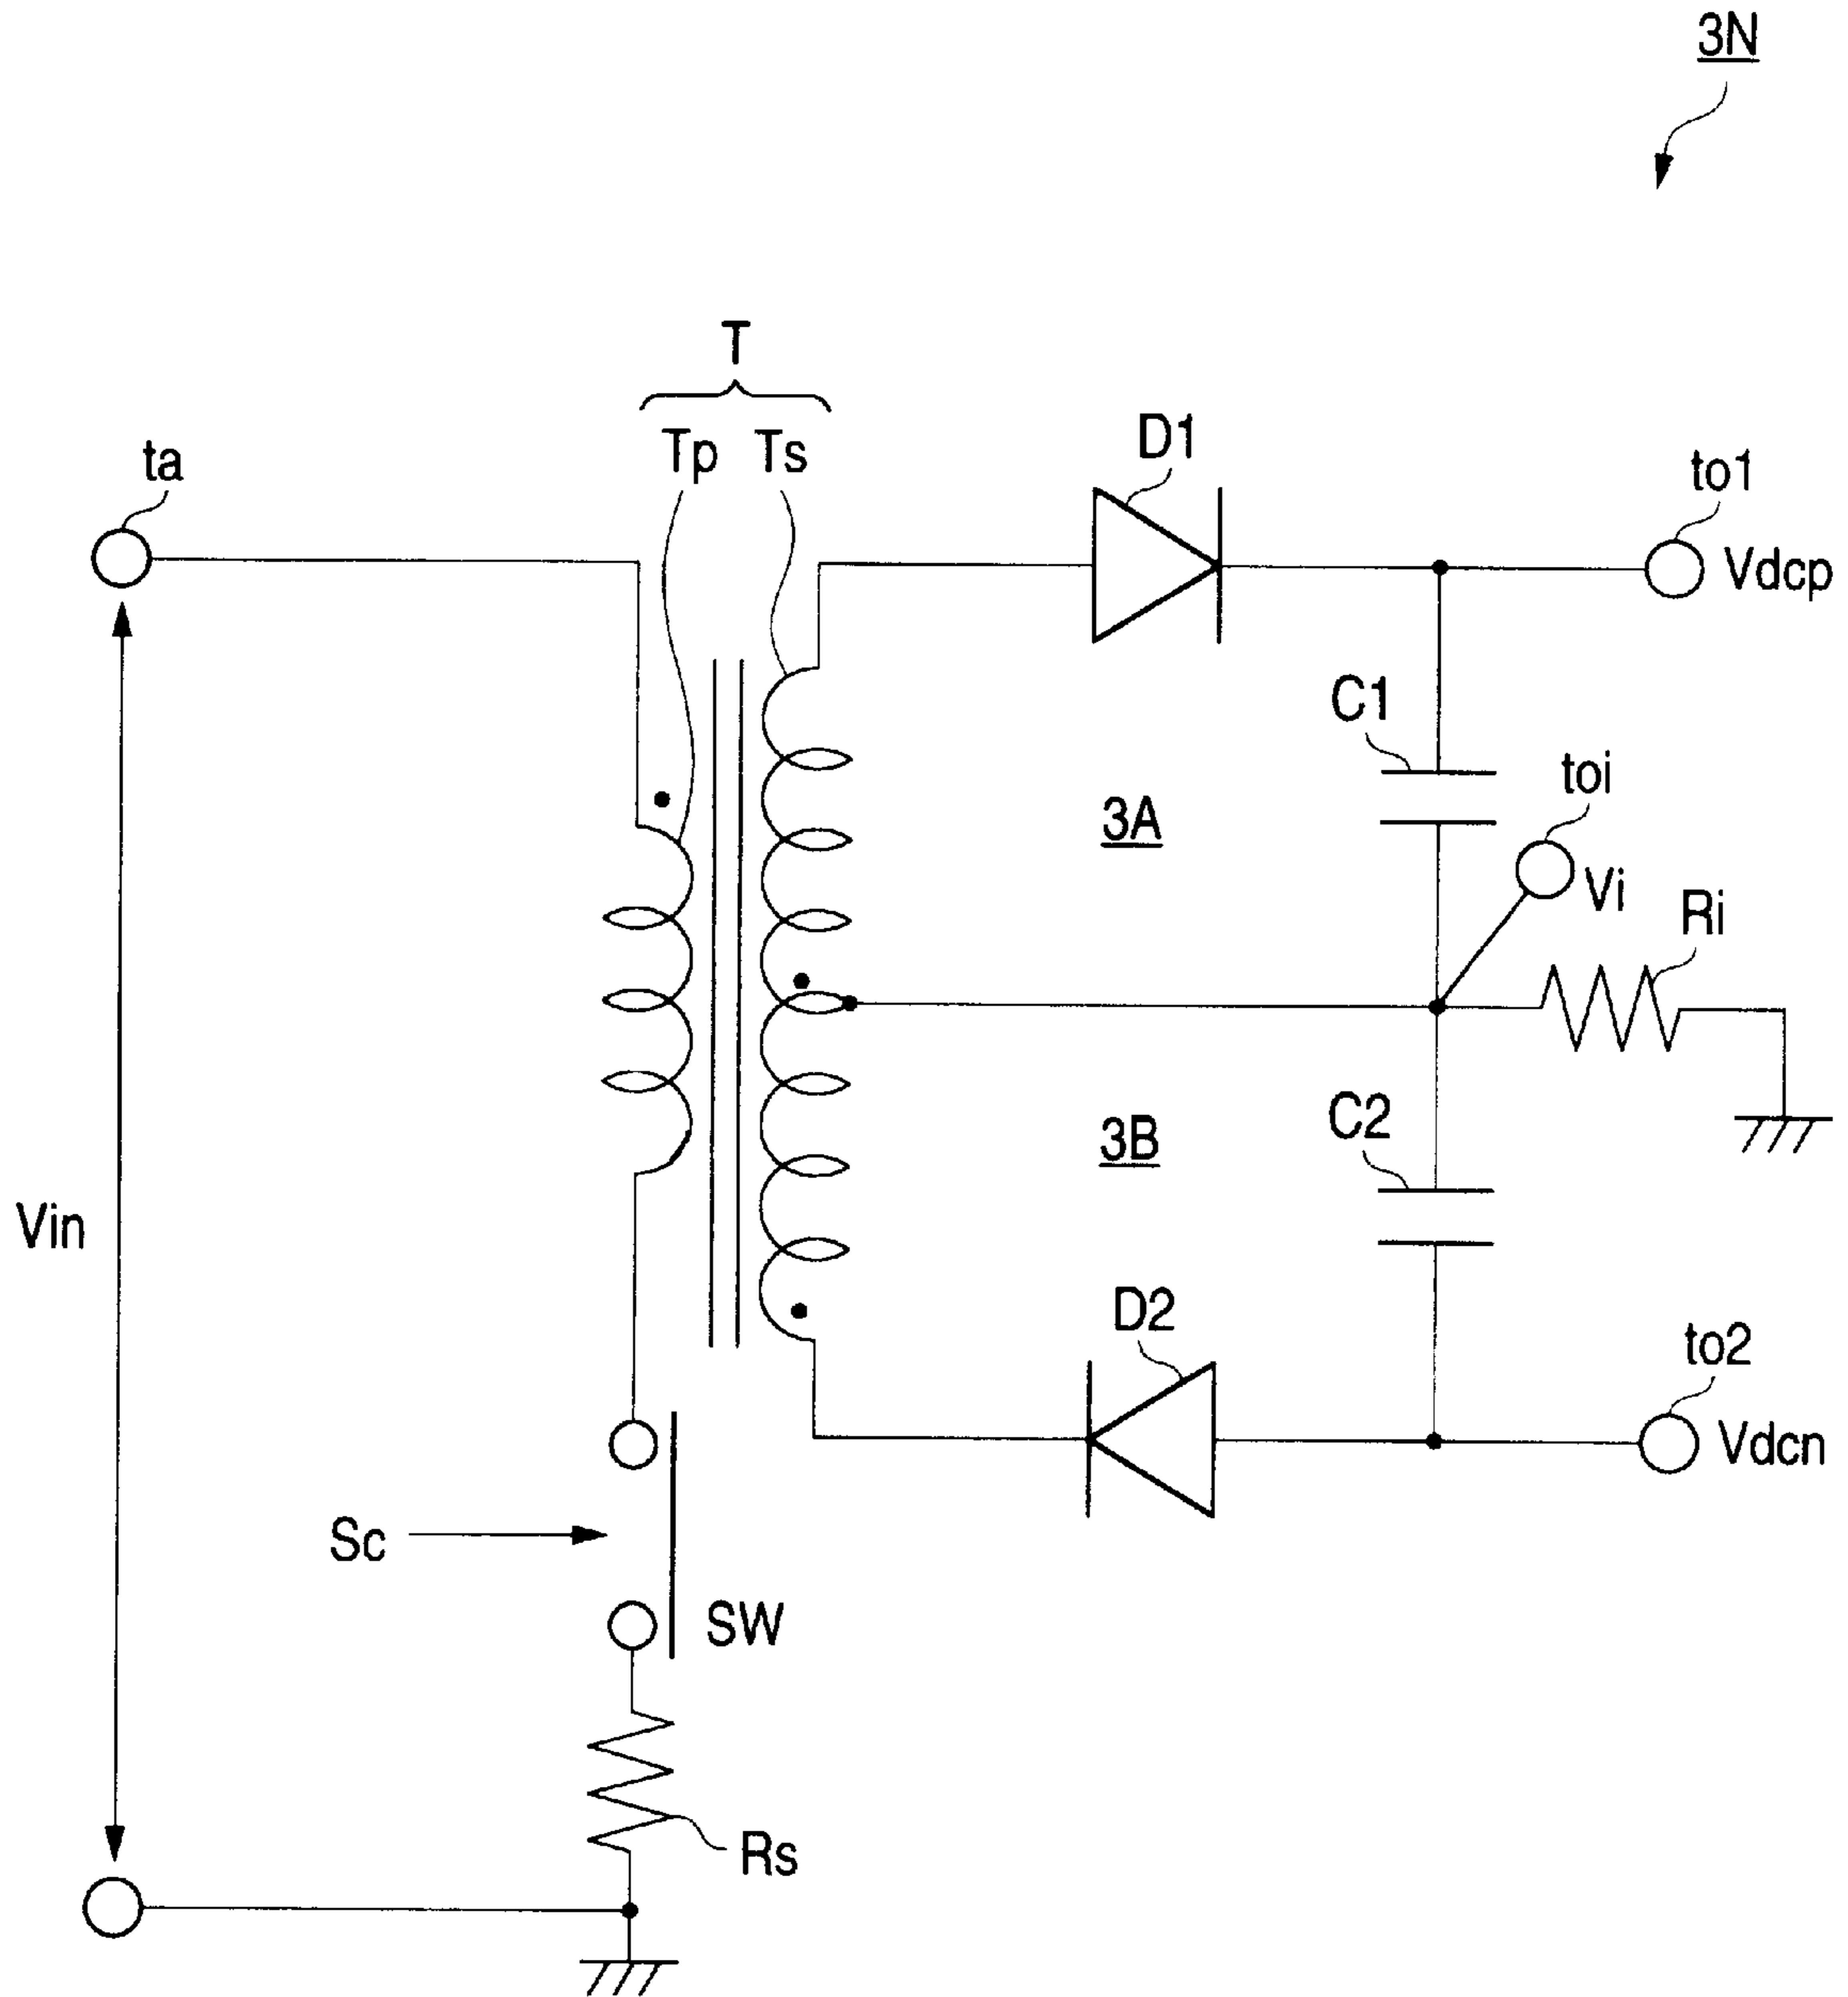 3N
T
Tp Ts
ta
D1
to1
Vdcp
C1
toi
3A
Vi
Ri
C2
3B
Vin
D2
to2
Vdcn
Sc
SW
Rs